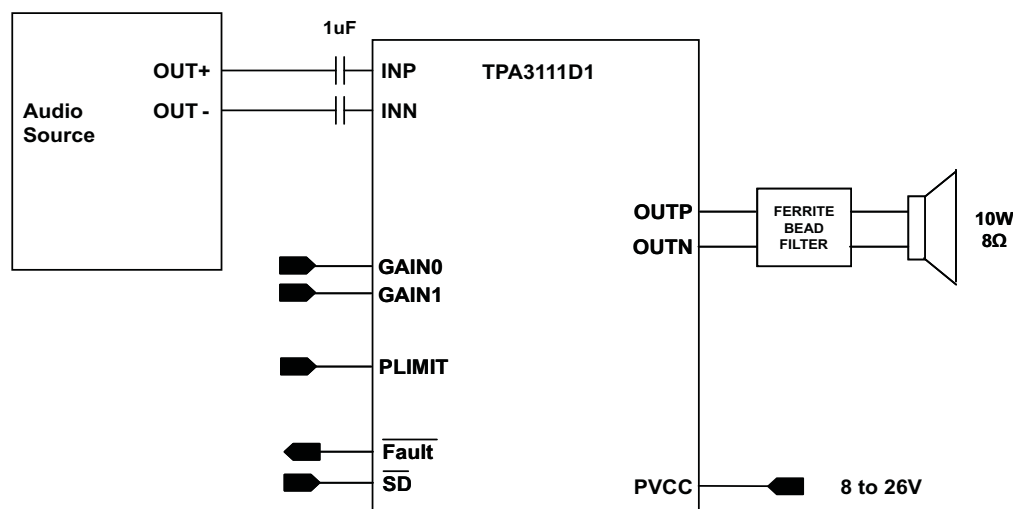 1uF
OUT+
INP
TPA3111D1
OUT -
INN
Audio
Source
OUTP
OUTN
FERRITE
BEAD
FILTER
10W
8Ω
GAIN0
GAIN1
PLIMIT
Fault
SD
PVCC
8 to 26V